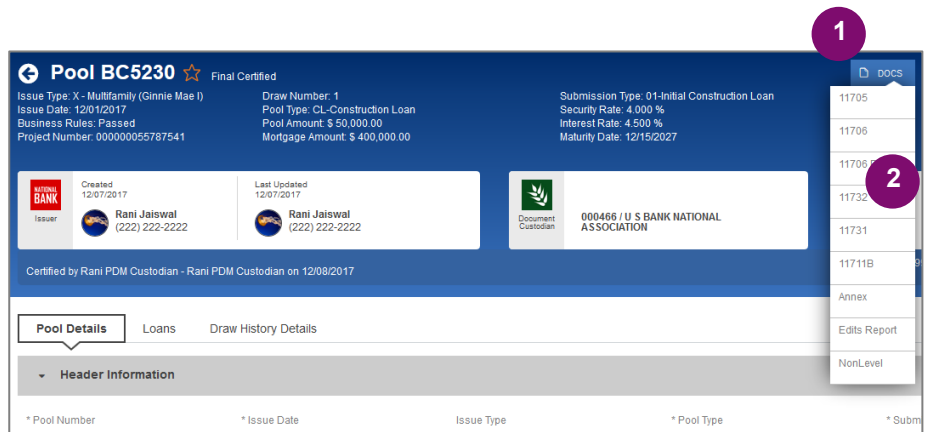 1
Pool BC5230 Final Certified
DOCS
Issue Type: X - Multifamily (Ginnie Mae I)
Draw Number: 1
Submission Type: 01-Initial Construction Loan
Issue Date: 12/01/2017
Pool Type: CL-Construction Loan
Security Rate: 4.000 %
Business Rules: Passed
Pool Amount: $ 50,000.00
Interest Rate: 4.500 %
Project Number: 000000055787541
Mortgage Amount: $ 400,000.00
Maturity Date: 12/15/2027
11705
11706
11706
2
11732
11731
11711B
Annex
Edits Report
NonLevel
NATIONAL
BANK
Issuer
Created
12/07/2017
Rani Jaiswal
(222) 222-2222
Last Updated
12/07/2017
Rani Jaiswal
(222) 222-2222
Document
Custodian
000466 / U S BANK NATIONAL
ASSOCIATION
Certified by Rani PDM Custodian - Rani PDM Custodian on 12/08/2017
Pool Details
Loans
Draw History Details
Header Information
* Pool Number
* Issue Date
Issue Type
* Pool Type
* Subm